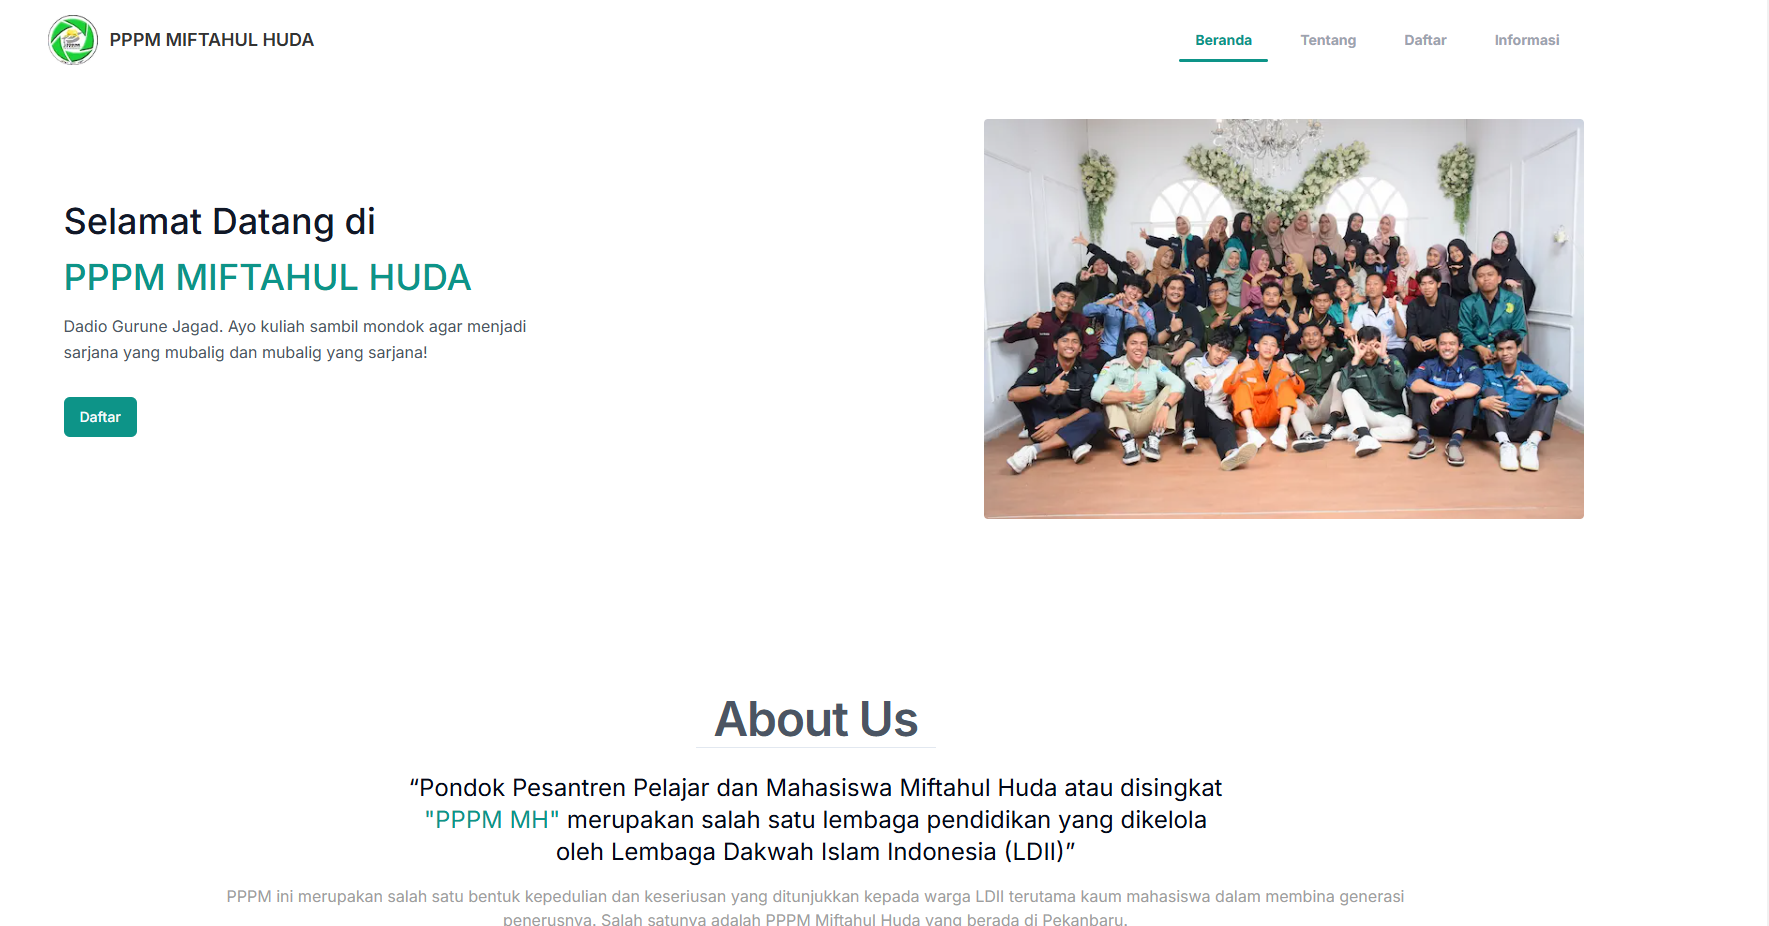 PPPM MIFTAHUL HUDA
Beranda
Tentang
Daftar
Informasi
Selamat Datang di
PPPM MIFTAHUL HUDA
Dadio Gurune Jagad. Ayo kuliah sambil mondok agar menjadi
sarjana yang mubalig dan mubalig yang sarjana!
Daftar
About Us
“Pondok Pesantren Pelajar dan Mahasiswa Miftahul Huda atau disingkat
"PPPM MH" merupakan salah satu lembaga pendidikan yang dikelola
oleh Lembaga Dakwah Islam Indonesia (LDII)”
PPPM ini merupakan salah satu bentuk kepedulian dan keseriusan yang ditunjukkan kepada warga LDII terutama kaum mahasiswa dalam membina generasi
penerusnya. Salah satunya adalah PPPM Miftahul Huda yang berada di Pekanbaru.